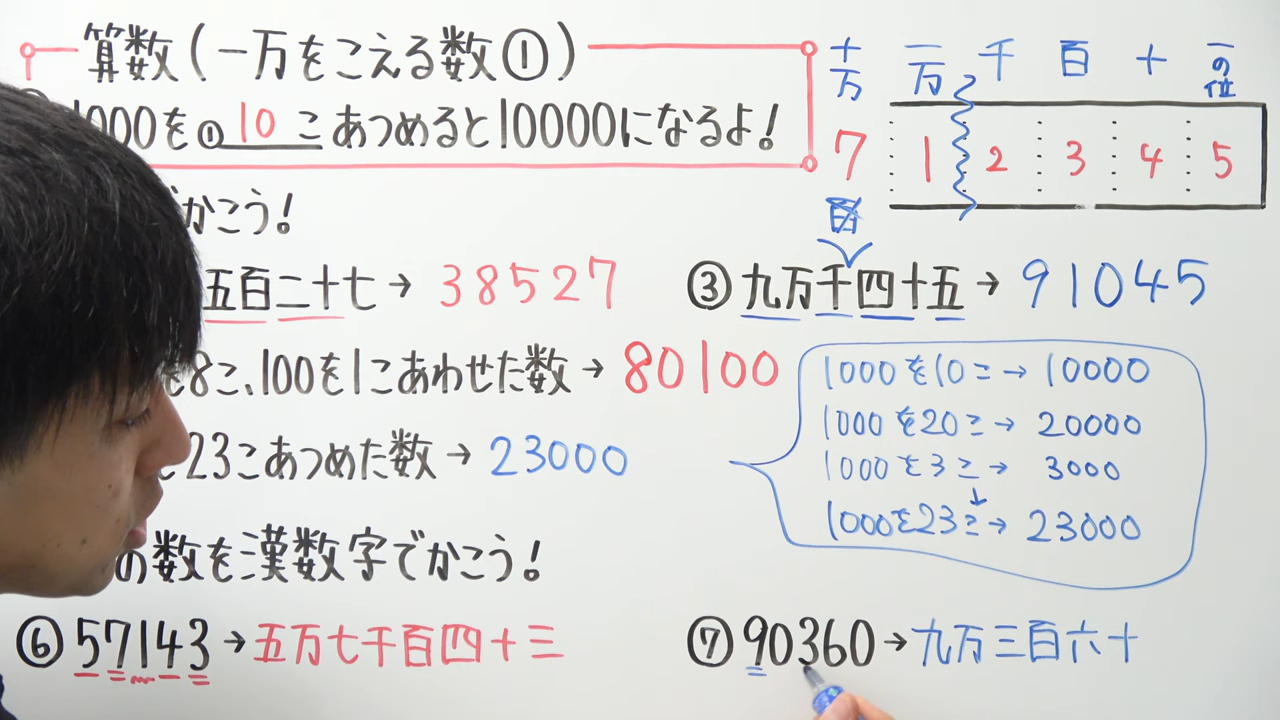 算数(一万をこえる数①)
000を① 10 こあつめると10000になるよ!
十万 一万 千 百 十 一の位
7 1 2 3 4 5
かこう!
五百二十七→ 38527
百
③九万千四十五→ 91045
8こ、100を1こあわせた数→ 80100
23こあつめた数→ 23000
1000を10こ→10000
1000を20こ→20000
1000を3こ→3000
1000を23こ→23000
の数を漢数字でかこう!
⑥57143→五万七千百四十三
⑦90360→九万三百六十